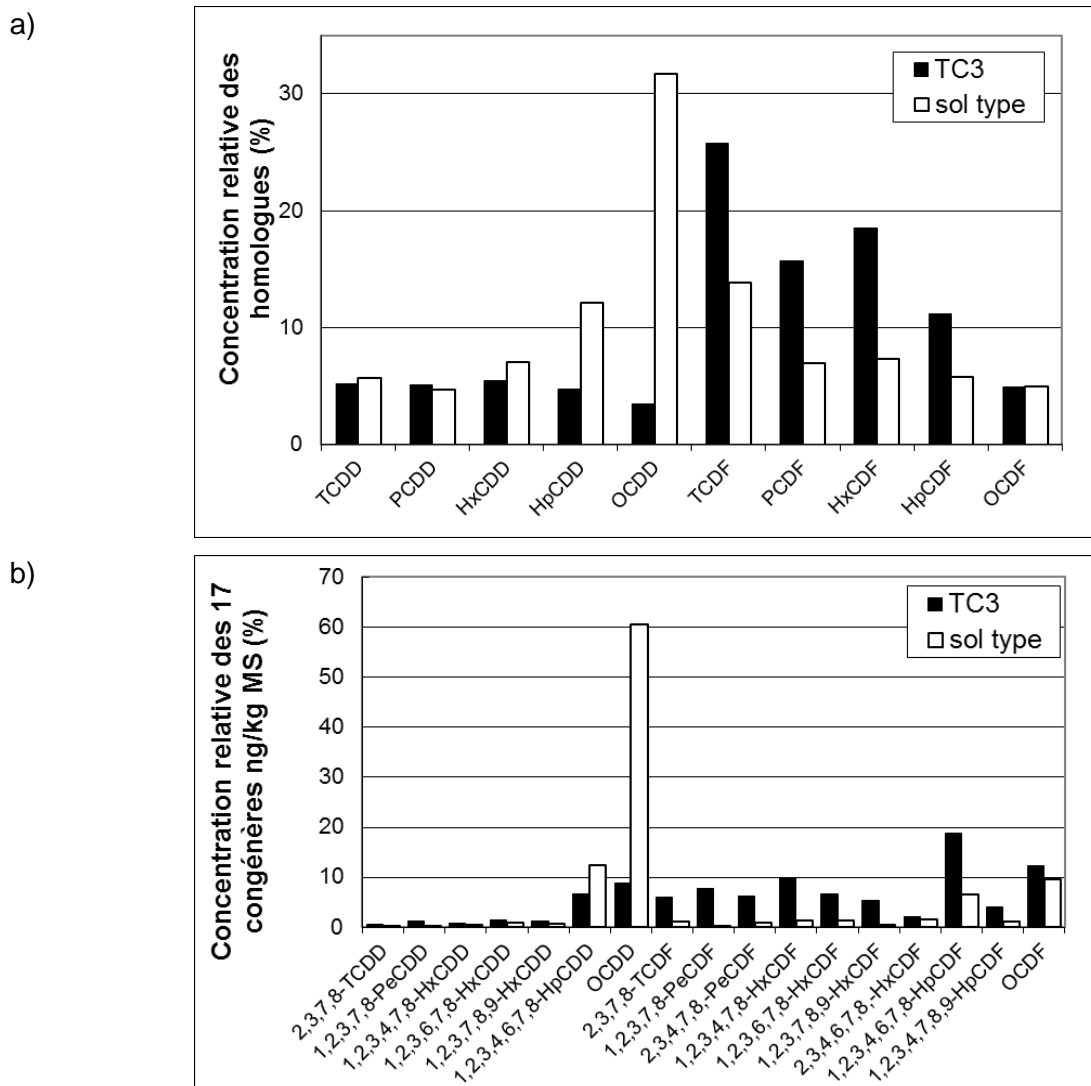 a)
Concentration relative des
homologues (%)
30
20
10
0
TC3
sol type
TCDD
PCDD
HxCDD
HpCDD
OCDD
TCDF
PCDF
HxCDF
HpCDF
OCDF
b)
Concentration relative des 17
congénères ng/kg MS (%)
70
60
50
40
30
20
10
0
TC3
sol type
2,3,7,8-TCDD
1,2,3,7,8-PeCDD
1,2,3,4,7,8-HxCDD
1,2,3,6,7,8-HxCDD
1,2,3,7,8,9-HxCDD
1,2,3,4,6,7,8-HpCDD
OCDD
2,3,7,8-TCDF
1,2,3,7,8-PeCDF
2,3,4,7,8,-PeCDF
1,2,3,4,7,8-HxCDF
1,2,3,6,7,8-HxCDF
1,2,3,7,8,9-HxCDF
2,3,4,6,7,8,-HxCDF
1,2,3,4,6,7,8-HpCDF
1,2,3,4,7,8,9-HpCDF
OCDF